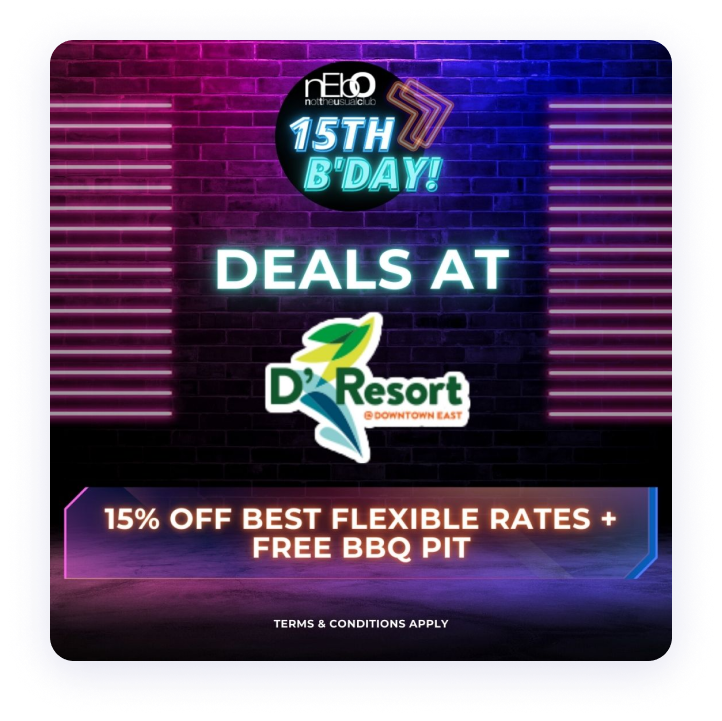 nEbO
nottheusualclub
15TH
B'DAY!
DEALS AT
D' Resort
@DOWNTOWN EAST
15% OFF BEST FLEXIBLE RATES +
FREE BBQ PIT
TERMS & CONDITIONS APPLY